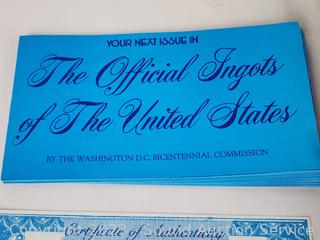 YOUR NEXT ISSUE IN
The Official Ingots
of The United States
BY THE WASHINGTON D.C. BICENTENNIAL COMMISSION
Certificate of Authenticity